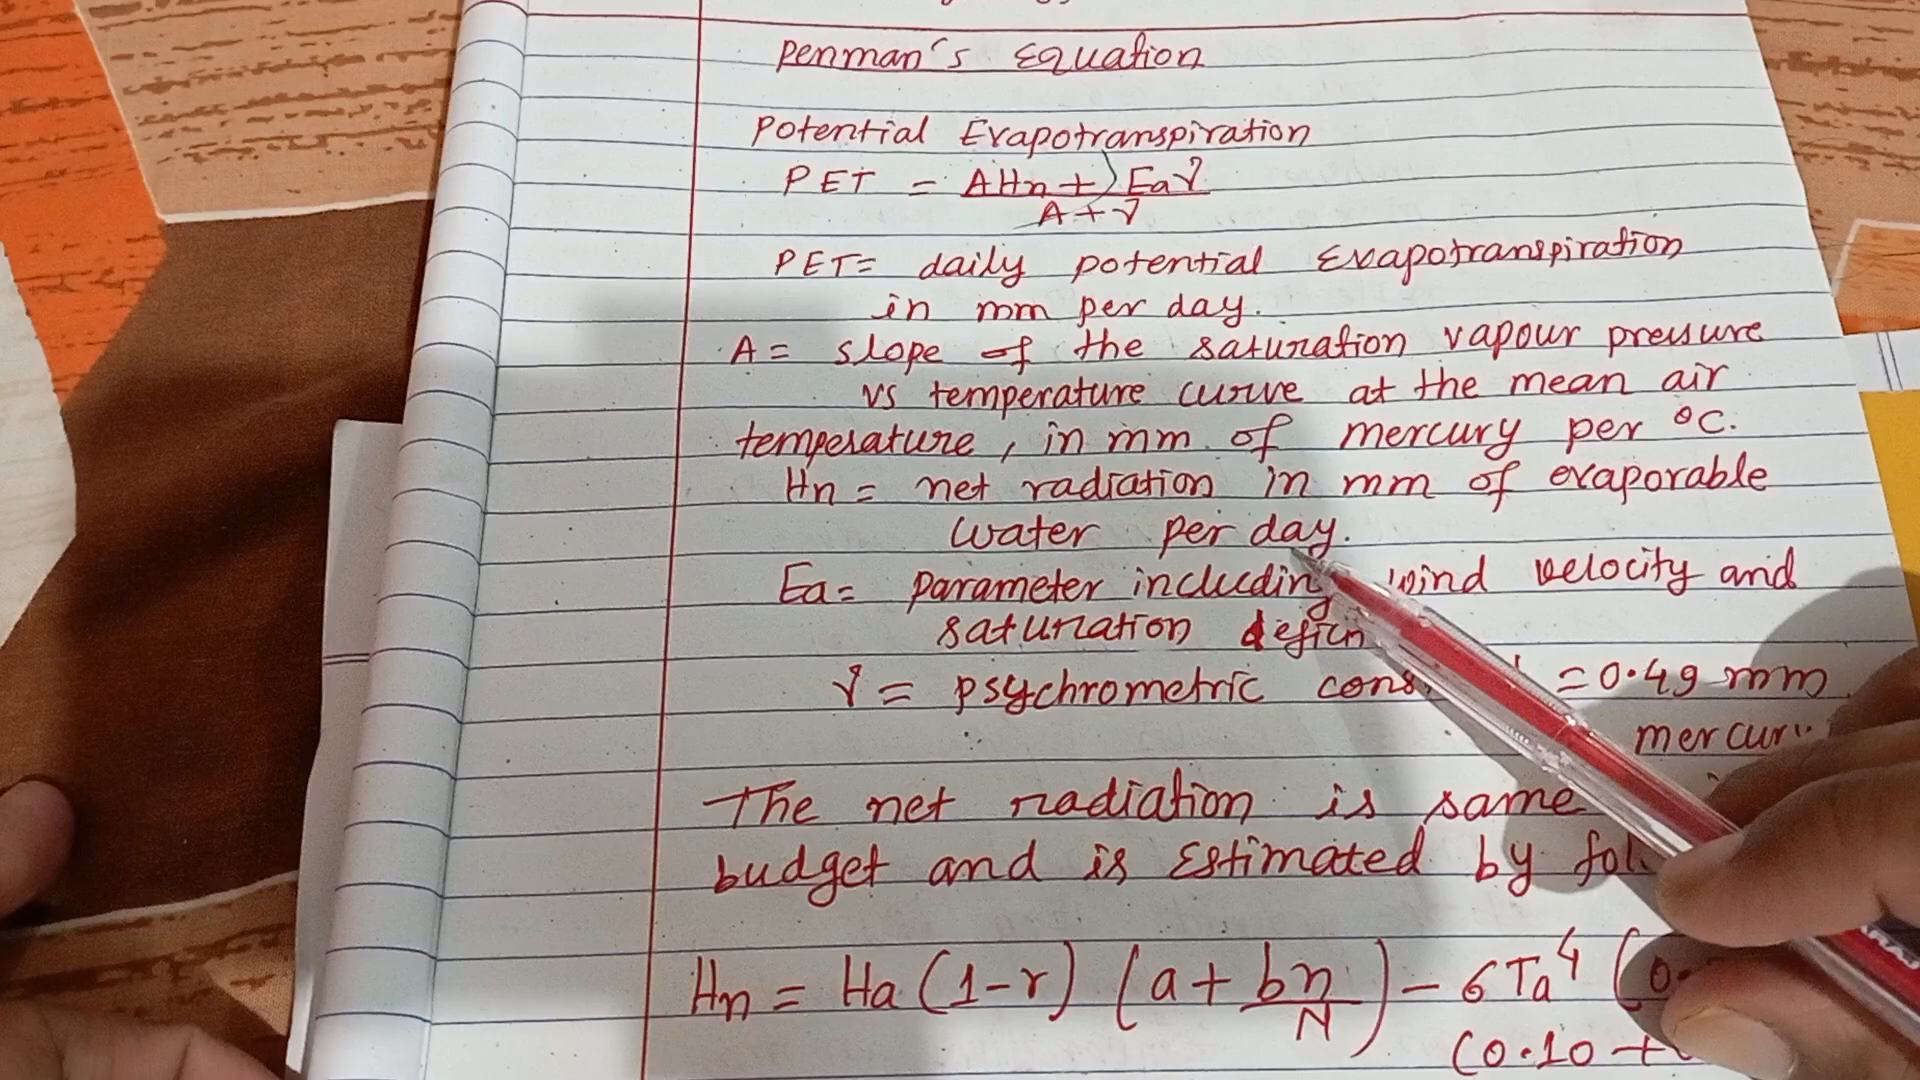 Penman's Equation
Potential Evapotranspiration
PET = AHn + Eaγ
A + γ
PET = daily potential Evapotranspiration
in mm per day.
A = slope of the saturation vapour pressure
vs temperature curve at the mean air
temperature, in mm of mercury per °C.
Hn = net radiation in mm of evaporable
water per day.
Ea = parameter including wind velocity and
saturation
γ = psychrometric = 0.49 mm
The net radiation is same
budget and is Estimated by
Hn = Ha (1-r) (a + bn/N) - σTa⁴ (0.
(0.10 +